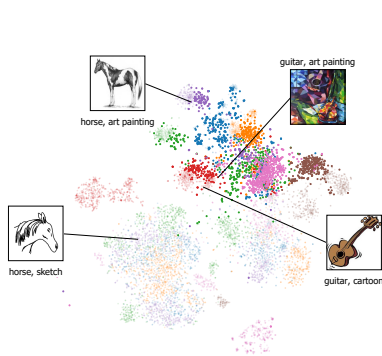 guitar, art painting
horse, art painting
horse, sketch
guitar, cartoon